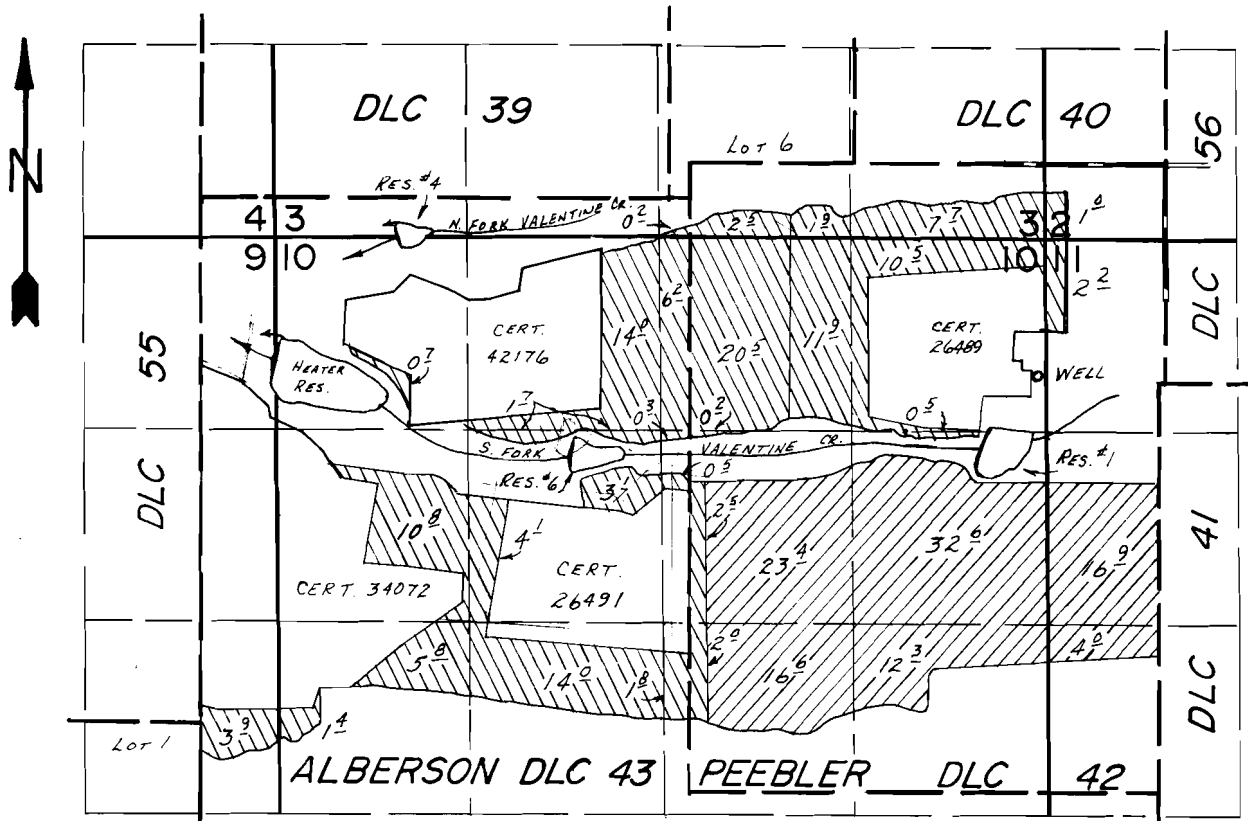 N
DLC 39
DLC 40
56
LOT 6
RES. #4
N. FORK VALENTINE CR.
4 3
9 10
3 2
10 11
0 2
2 5
1 9
7 7
1 0
10 5
2 2
6 2
14 0
20 5
11 9
CERT.
42176
CERT.
26489
DLC
55
HEATER
RES.
0 7
WELL
1 7
0 3
0 2
0 5
S. FORK
VALENTINE CR.
RES. #6
RES. #1
3 1
0 5
2 5
DLC 55
10 8
4 1
CERT.
26491
23 4
32 6
16 9
41
CERT. 34072
5 8
14 0
1 8
2 0
16 6
12 3
4 0
DLC
3 9
1 4
LOT 1
ALBERSON DLC 43
PEEBLER DLC 42